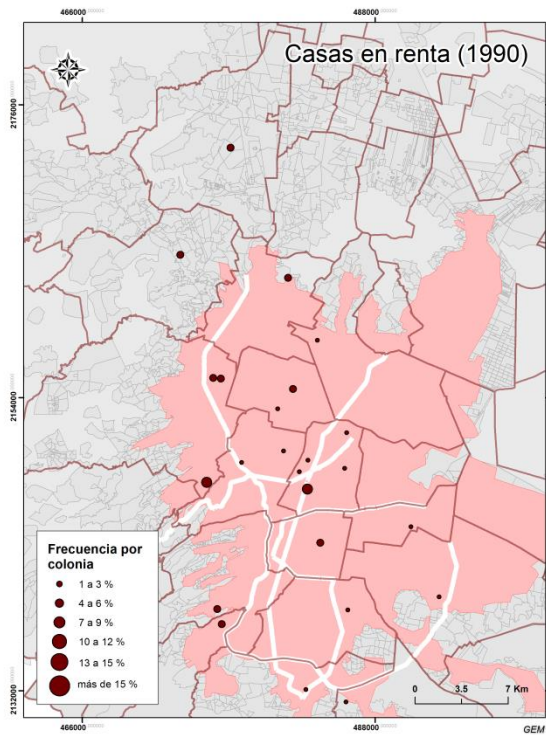 466000
488000
Casas en renta (1990)
2176000
2154000
2132000
Frecuencia por
colonia
1 a 3 %
4 a 6 %
7 a 9 %
10 a 12 %
13 a 15 %
más de 15 %
0 3.5 7 Km
466000
488000
GEM